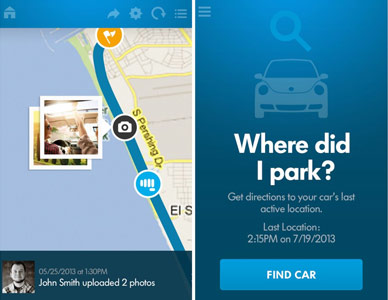 S Pershing Dr
El S
05/25/2013 at 1:30PM
John Smith uploaded 2 photos
Where did
I park?
Get directions to your car's last
active location.
Last Location:
2:15PM on 7/19/2013
FIND CAR